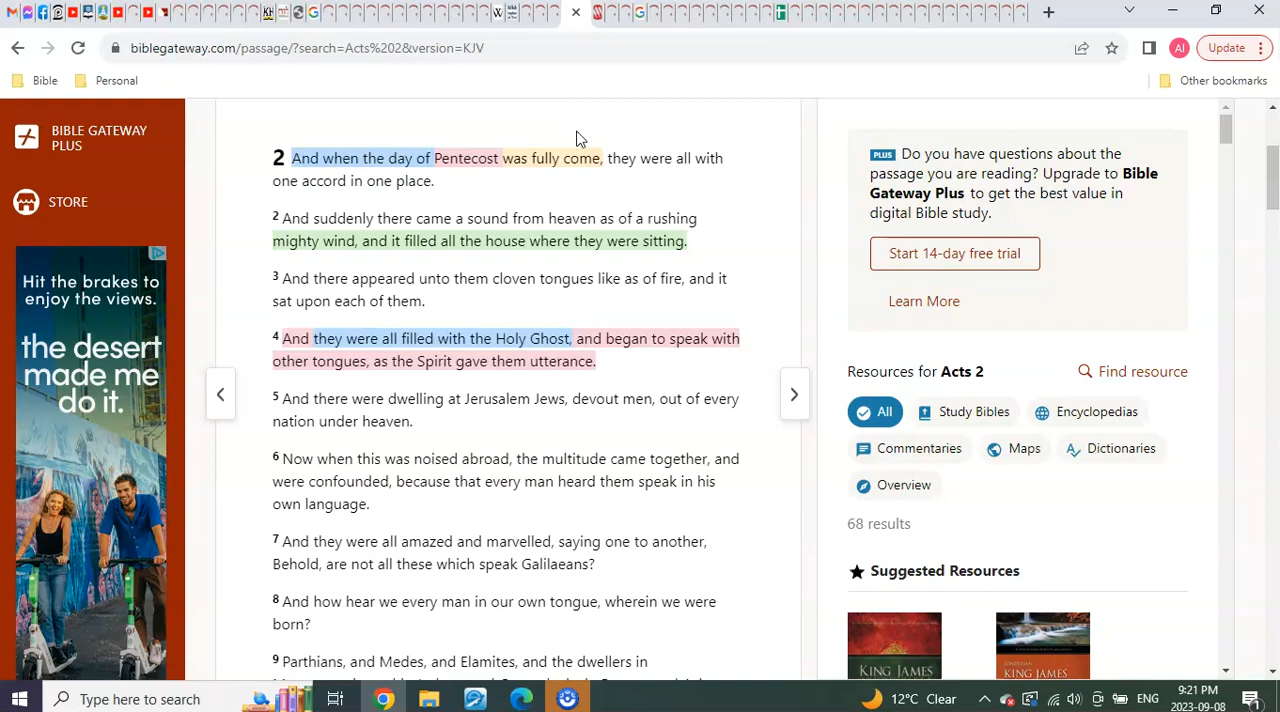 biblegateway.com/passage/?search=Acts%202&version=KJV
AI
Update
Bible
Personal
Other bookmarks
BIBLE GATEWAY
PLUS
STORE
Hit the brakes to
enjoy the views.
the desert
made me
do it.
2 And when the day of Pentecost was fully come, they were all with
one accord in one place.
2 And suddenly there came a sound from heaven as of a rushing
mighty wind, and it filled all the house where they were sitting.
3 And there appeared unto them cloven tongues like as of fire, and it
sat upon each of them.
4 And they were all filled with the Holy Ghost, and began to speak with
other tongues, as the Spirit gave them utterance.
5 And there were dwelling at Jerusalem Jews, devout men, out of every
nation under heaven.
6 Now when this was noised abroad, the multitude came together, and
were confounded, because that every man heard them speak in his
own language.
7 And they were all amazed and marvelled, saying one to another,
Behold, are not all these which speak Galilaeans?
8 And how hear we every man in our own tongue, wherein we were
born?
9 Parthians, and Medes, and Elamites, and the dwellers in
PLUS Do you have questions about the
passage you are reading? Upgrade to Bible
Gateway Plus to get the best value in
digital Bible study.
Start 14-day free trial
Learn More
Resources for Acts 2
Find resource
All
Study Bibles
Encyclopedias
Commentaries
Maps
Dictionaries
Overview
68 results
Suggested Resources
KING JAMES
KING JAMES
Type here to search
12°C Clear
ENG
9:21 PM
2023-09-08
1